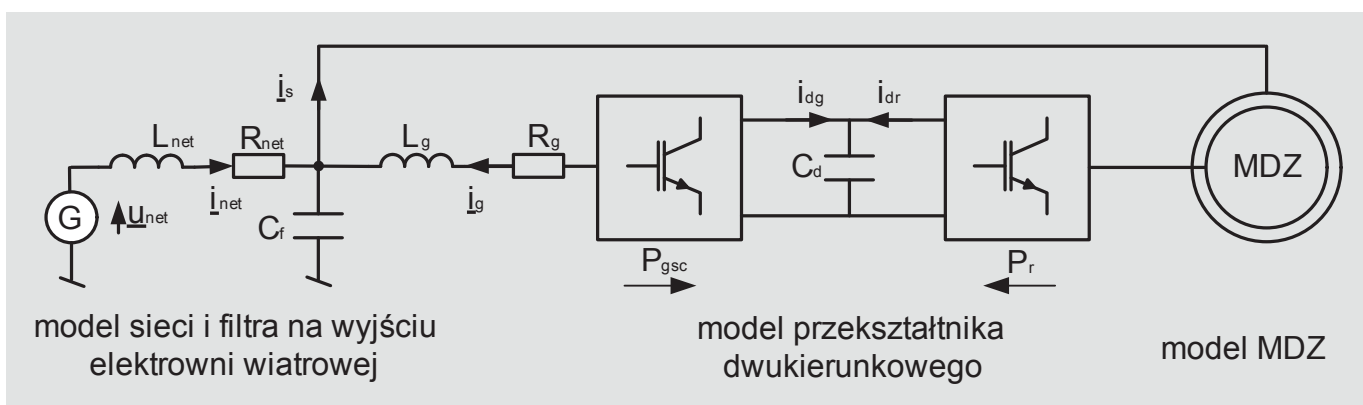 i_s
L_net
R_net
L_g
R_g
i_dg
i_dr
G
u_net
i_net
C_f
i_g
C_d
MDZ
P_gsc
P_r
model sieci i filtra na wyjściu
elektrowni wiatrowej
model przekształtnika
dwukierunkowego
model MDZ